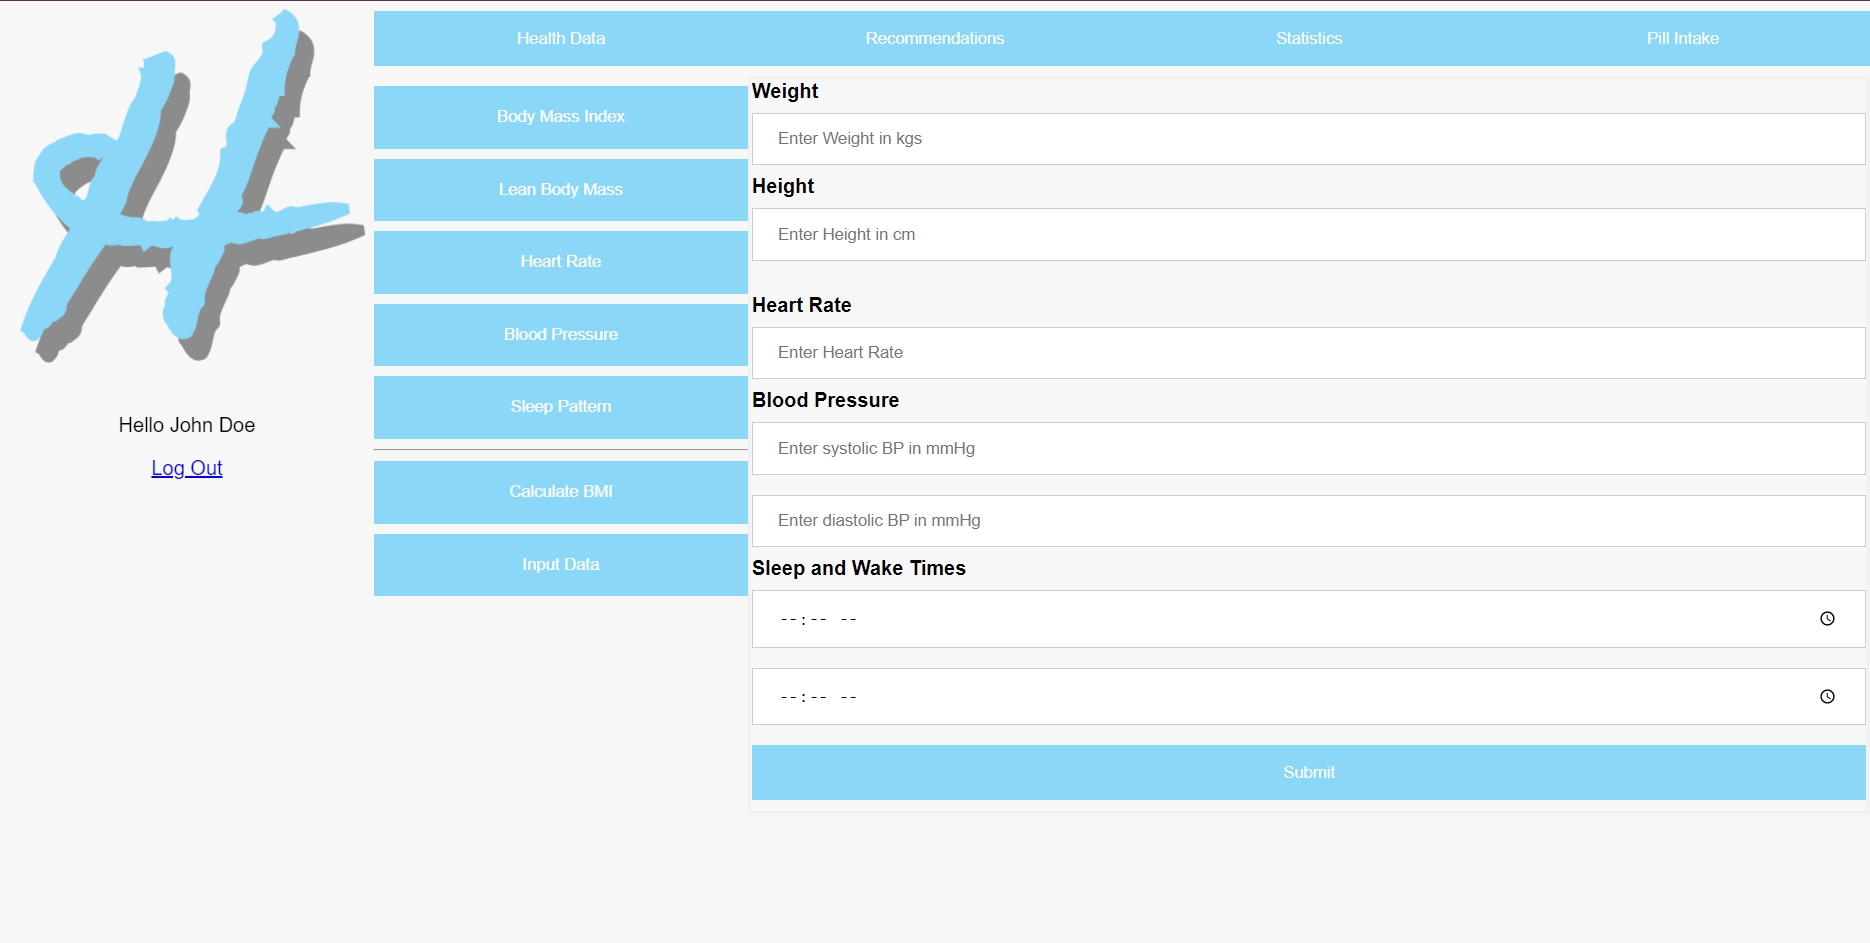 Health Data
Recommendations
Statistics
Pill Intake
Hello John Doe
Log Out
Body Mass Index
Lean Body Mass
Heart Rate
Blood Pressure
Sleep Pattern
Calculate BMI
Input Data
Weight
Enter Weight in kgs
Height
Enter Height in cm
Heart Rate
Enter Heart Rate
Blood Pressure
Enter systolic BP in mmHg
Enter diastolic BP in mmHg
Sleep and Wake Times
--:-- --
--:-- --
Submit